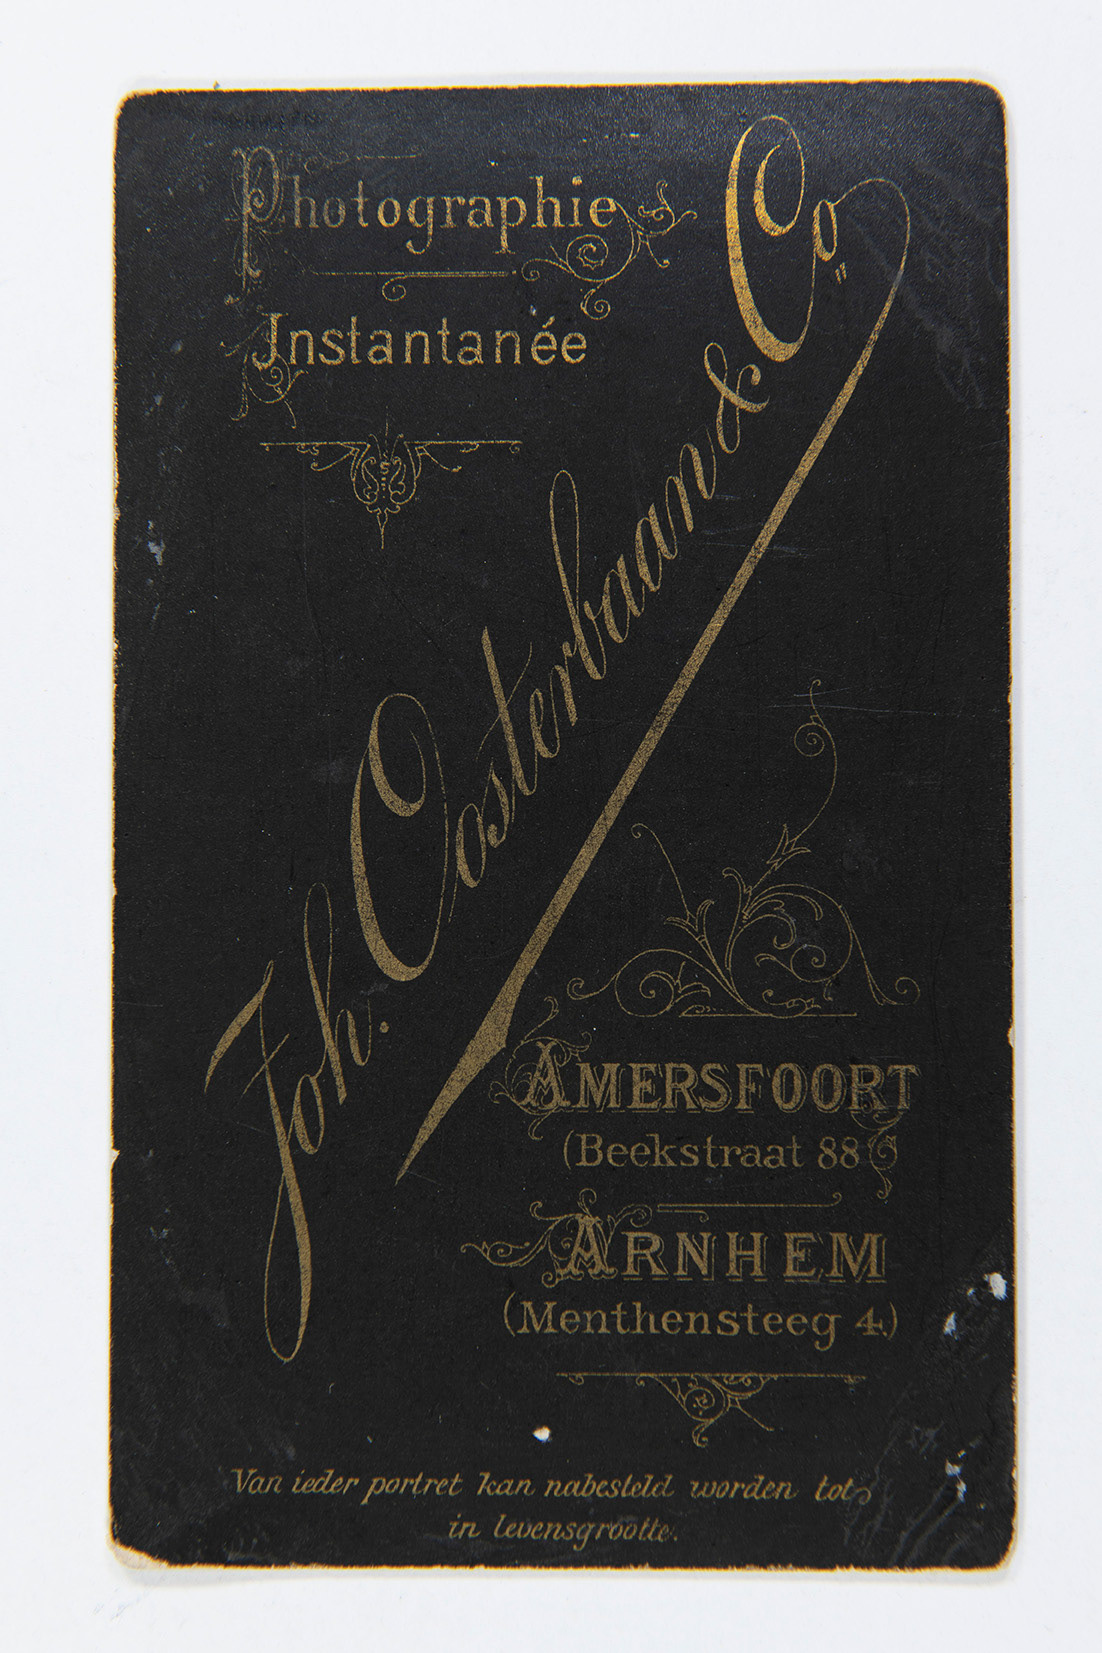 Photographie
Instantanée
Joh. Oosterbaan & Co.
AMERSFOORT
(Beekstraat 88
ARNHEM
(Menthensteeg 4.)
Van ieder portret kan nabesteld worden tot
in levensgrootte.